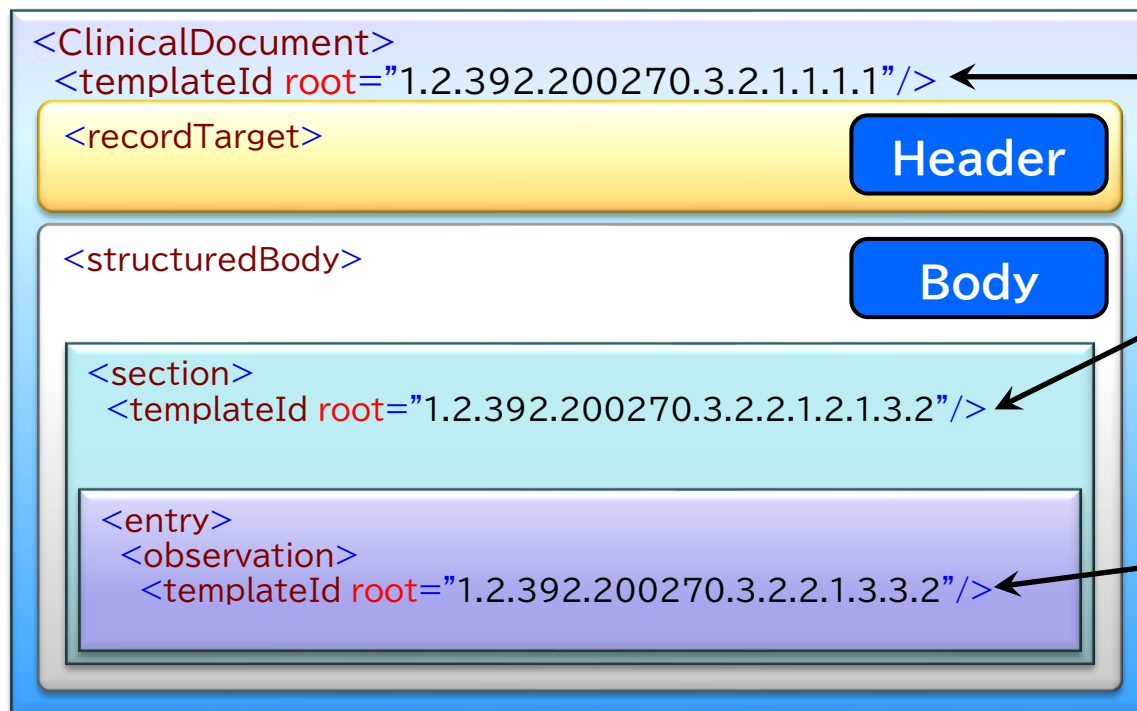 <ClinicalDocument>
<templateId root=”1.2.392.200270.3.2.1.1.1.1”/>
<recordTarget>
Header
<structuredBody>
Body
<section>
<templateId root=”1.2.392.200270.3.2.2.1.2.1.3.2”/>
<entry>
<observation>
<templateId root=”1.2.392.200270.3.2.2.1.3.3.2”/>